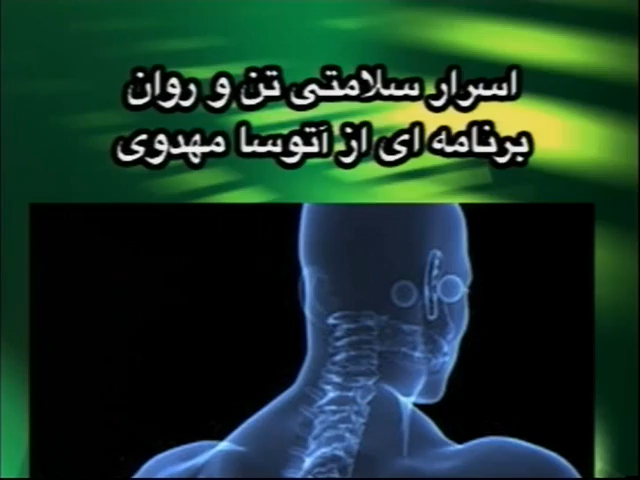 اسرار سلامتی تن و روان
برنامه ای از آتوسا مهدوی